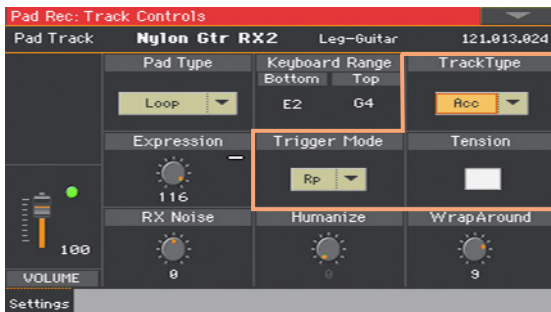 Pad Rec: Track Controls
Pad Track Nylon Gtr RX2 Leg-Guitar 121.013.024
Pad Type Keyboard Range TrackType
Bottom Top
Loop E2 G4 Acc
Expression Trigger Mode Tension
Rp
116
RX Noise Humanize WrapAround
100
VOLUME 0 0 9
Settings